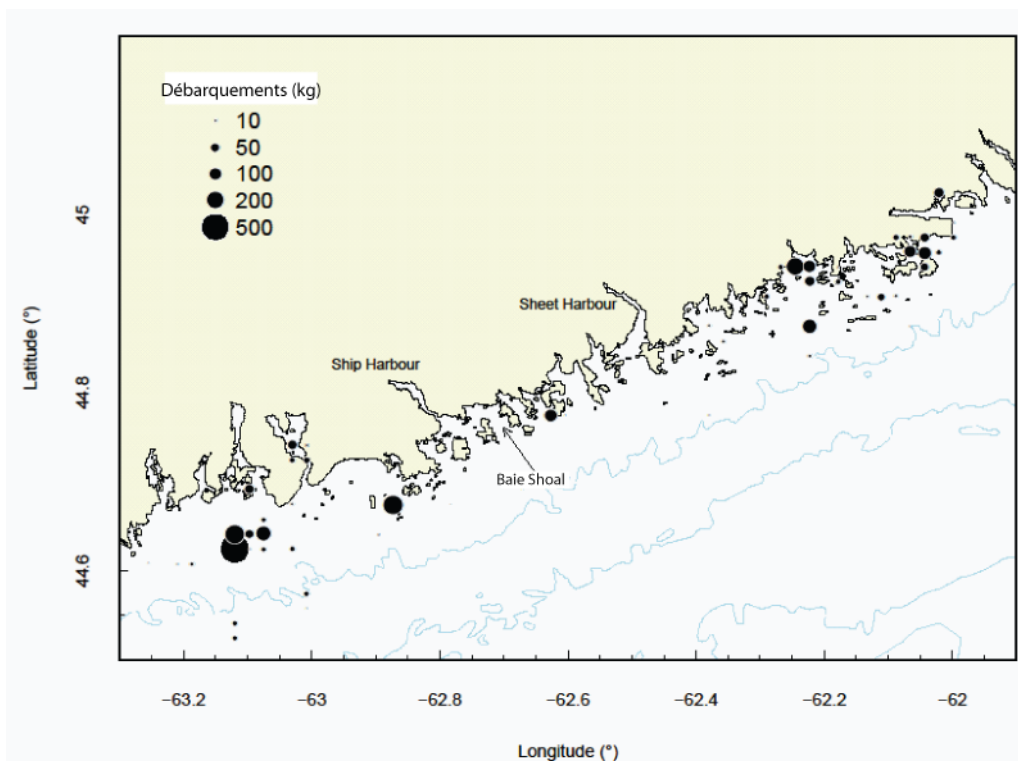 Débarquements (kg)
10
50
100
200
500
45
44.8
44.6
Latitude (°)
Sheet Harbour
Ship Harbour
Baie Shoal
−63.2
−63
−62.8
−62.6
−62.4
−62.2
−62
Longitude (°)